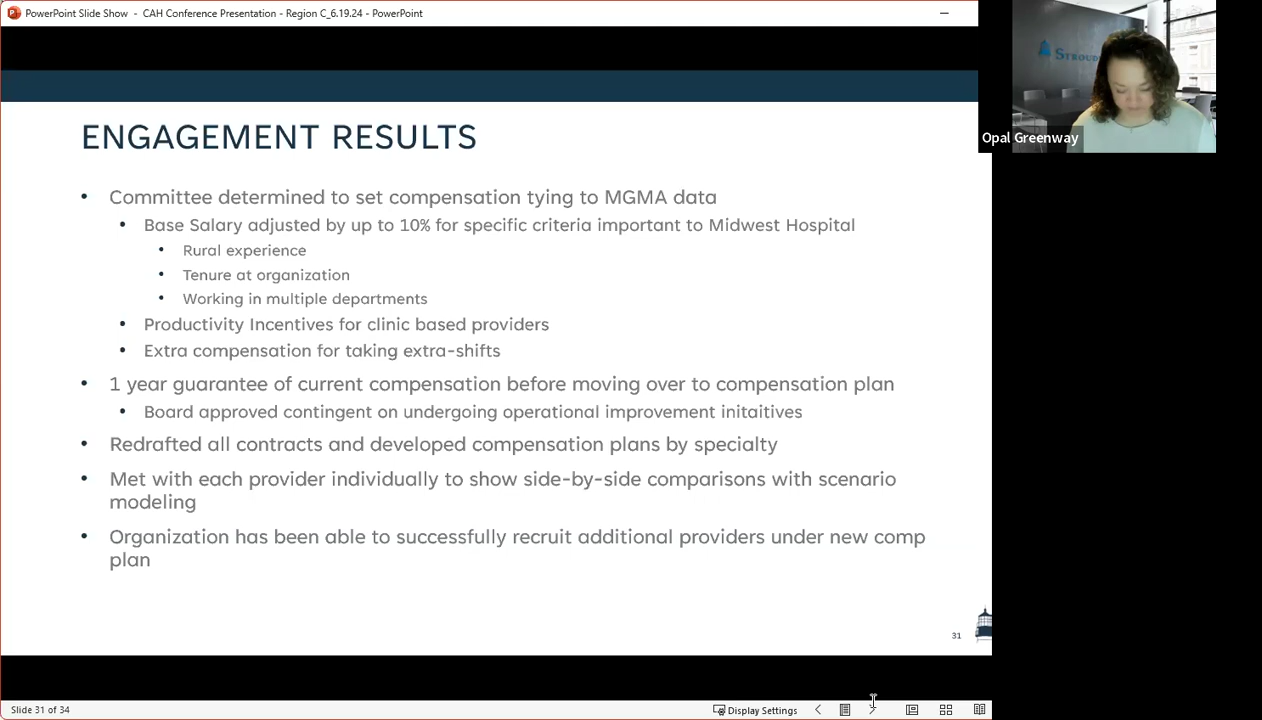 PowerPoint Slide Show - CAH Conference Presentation - Region C_6.19.24 - PowerPoint
Opal Greenway
ENGAGEMENT RESULTS
• Committee determined to set compensation tying to MGMA data
• Base Salary adjusted by up to 10% for specific criteria important to Midwest Hospital
• Rural experience
• Tenure at organization
• Working in multiple departments
• Productivity Incentives for clinic based providers
• Extra compensation for taking extra-shifts
• 1 year guarantee of current compensation before moving over to compensation plan
• Board approved contingent on undergoing operational improvement initaitives
• Redrafted all contracts and developed compensation plans by specialty
• Met with each provider individually to show side-by-side comparisons with scenario
modeling
• Organization has been able to successfully recruit additional providers under new comp
plan
31
Slide 31 of 34
Display Settings